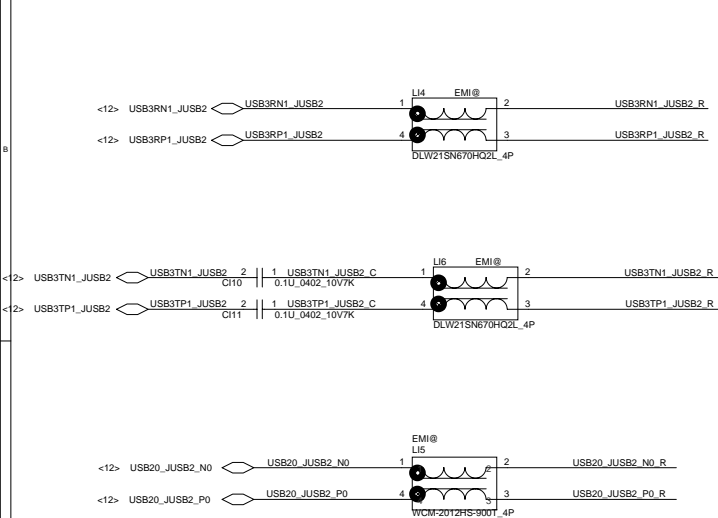 LI4 EMI@
<12> USB3RN1_JUSB2 USB3RN1_JUSB2 1 2 USB3RN1_JUSB2_R
<12> USB3RP1_JUSB2 USB3RP1_JUSB2 4 3 USB3RP1_JUSB2_R
B
DLW21SN670HQ2L_4P
LI6 EMI@
<12> USB3TN1_JUSB2 USB3TN1_JUSB2 2 1 USB3TN1_JUSB2_C 1 2 USB3TN1_JUSB2_R
CI10 0.1U_0402_10V7K
<12> USB3TP1_JUSB2 USB3TP1_JUSB2 2 1 USB3TP1_JUSB2_C 4 3 USB3TP1_JUSB2_R
CI11 0.1U_0402_10V7K
DLW21SN670HQ2L_4P
EMI@
LI5
<12> USB20_JUSB2_N0 USB20_JUSB2_N0 1 2 2 USB20_JUSB2_N0_R
<12> USB20_JUSB2_P0 USB20_JUSB2_P0 4 3 3 USB20_JUSB2_P0_R
WCM-2012HS-900T_4P